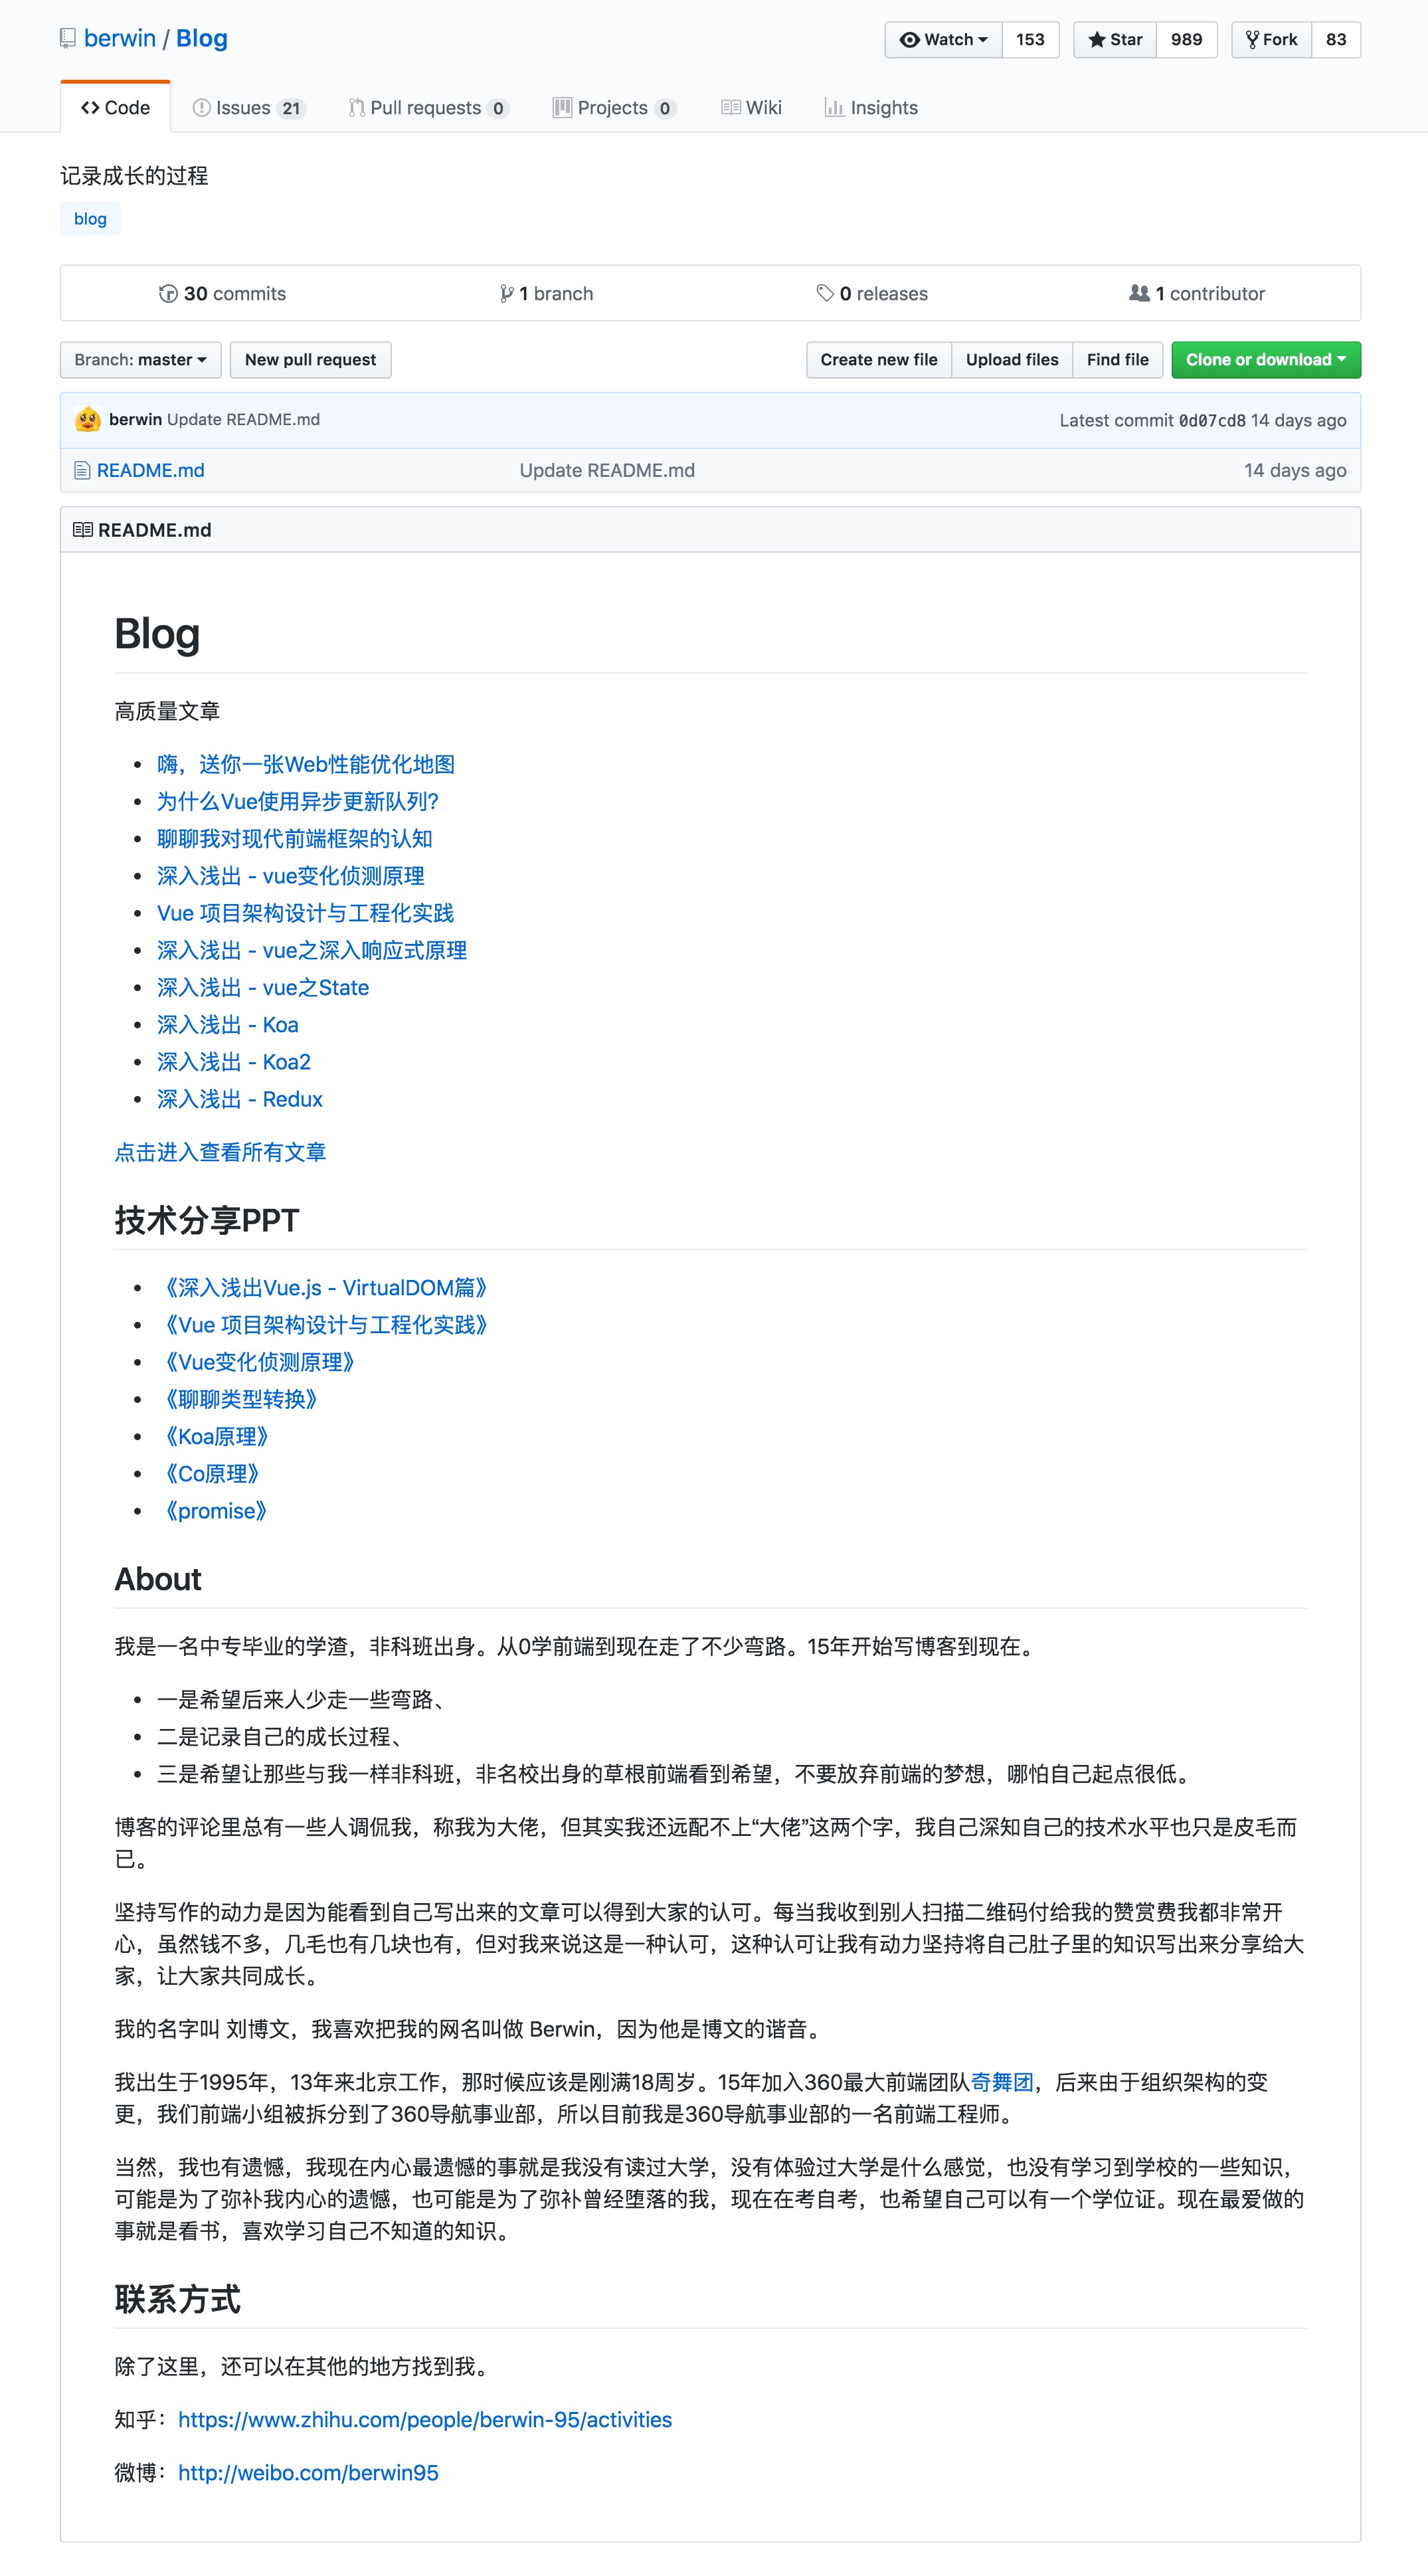 berwin / Blog
Watch 153 Star 989 Fork 83
Code Issues 21 Pull requests 0 Projects 0 Wiki Insights
记录成长的过程
blog
30 commits 1 branch 0 releases 1 contributor
Branch: master New pull request Create new file Upload files Find file Clone or download
berwin Update README.md Latest commit 0d07cd8 14 days ago
README.md Update README.md 14 days ago
README.md
Blog
高质量文章
嗨，送你一张Web性能优化地图
为什么Vue使用异步更新队列?
聊聊我对现代前端框架的认知
深入浅出 - vue变化侦测原理
Vue 项目架构设计与工程化实践
深入浅出 - vue之深入响应式原理
深入浅出 - vue之State
深入浅出 - Koa
深入浅出 - Koa2
深入浅出 - Redux
点击进入查看所有文章
技术分享PPT
《深入浅出Vue.js - VirtualDOM篇》
《Vue 项目架构设计与工程化实践》
《Vue变化侦测原理》
《聊聊类型转换》
《Koa原理》
《Co原理》
《promise》
About
我是一名中专毕业的学渣，非科班出身。从0学前端到现在走了不少弯路。15年开始写博客到现在。
一是希望后来人少走一些弯路、
二是记录自己的成长过程、
三是希望让那些与我一样非科班，非名校出身的草根前端看到希望，不要放弃前端的梦想，哪怕自己起点很低。
博客的评论里总有一些人调侃我，称我为大佬，但其实我还远配不上“大佬”这两个字，我自己深知自己的技术水平也只是皮毛而
已。
坚持写作的动力是因为能看到自己写出来的文章可以得到大家的认可。每当我收到别人扫描二维码付给我的赞赏费我都非常开
心，虽然钱不多，几毛也有几块也有，但对我来说这是一种认可，这种认可让我有动力坚持将自己肚子里的知识写出来分享给大
家，让大家共同成长。
我的名字叫 刘博文，我喜欢把我的网名叫做 Berwin，因为他是博文的谐音。
我出生于1995年，13年来北京工作，那时候应该是刚满18周岁。15年加入360最大前端团队奇舞团，后来由于组织架构的变
更，我们前端小组被拆分到了360导航事业部，所以目前我是360导航事业部的一名前端工程师。
当然，我也有遗憾，我现在内心最遗憾的事就是我没有读过大学，没有体验过大学是什么感觉，也没有学习到学校的一些知识，
可能是为了弥补我内心的遗憾，也可能是为了弥补曾经堕落的我，现在在考自考，也希望自己可以有一个学位证。现在最爱做的
事就是看书，喜欢学习自己不知道的知识。
联系方式
除了这里，还可以在其他的地方找到我。
知乎：https://www.zhihu.com/people/berwin-95/activities
微博：http://weibo.com/berwin95